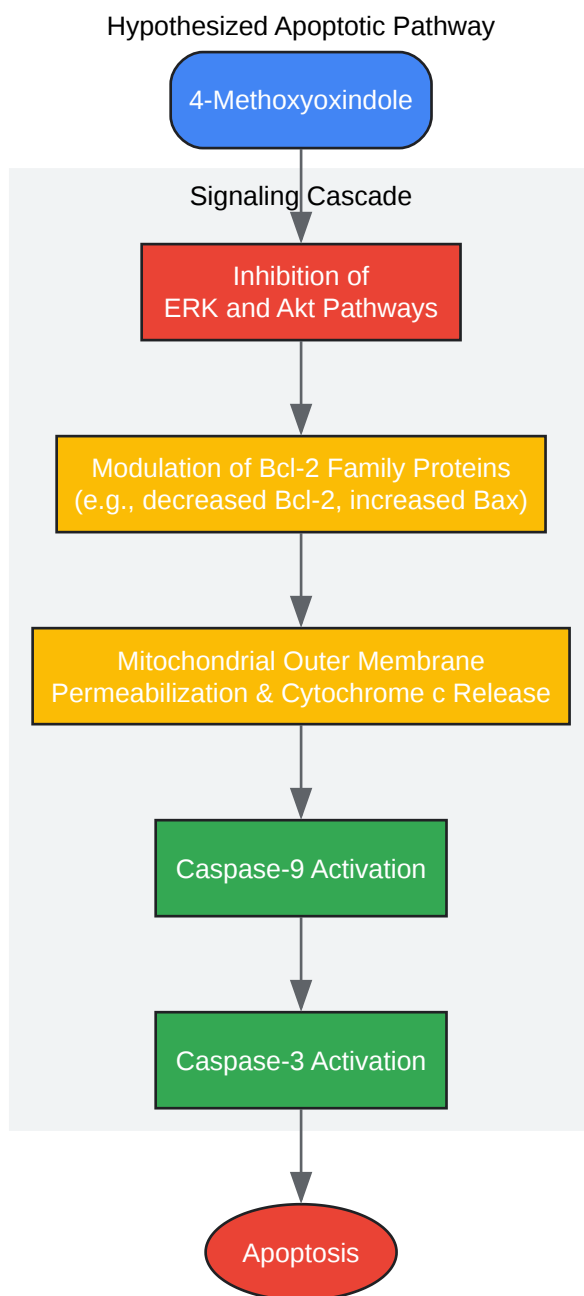 Hypothesized Apoptotic Pathway
4-Methoxyoxindole
Signaling Cascade
Inhibition of
ERK and Akt Pathways
Modulation of Bcl-2 Family Proteins
(e.g., decreased Bcl-2, increased Bax)
Mitochondrial Outer Membrane
Permeabilization & Cytochrome c Release
Caspase-9 Activation
Caspase-3 Activation
Apoptosis